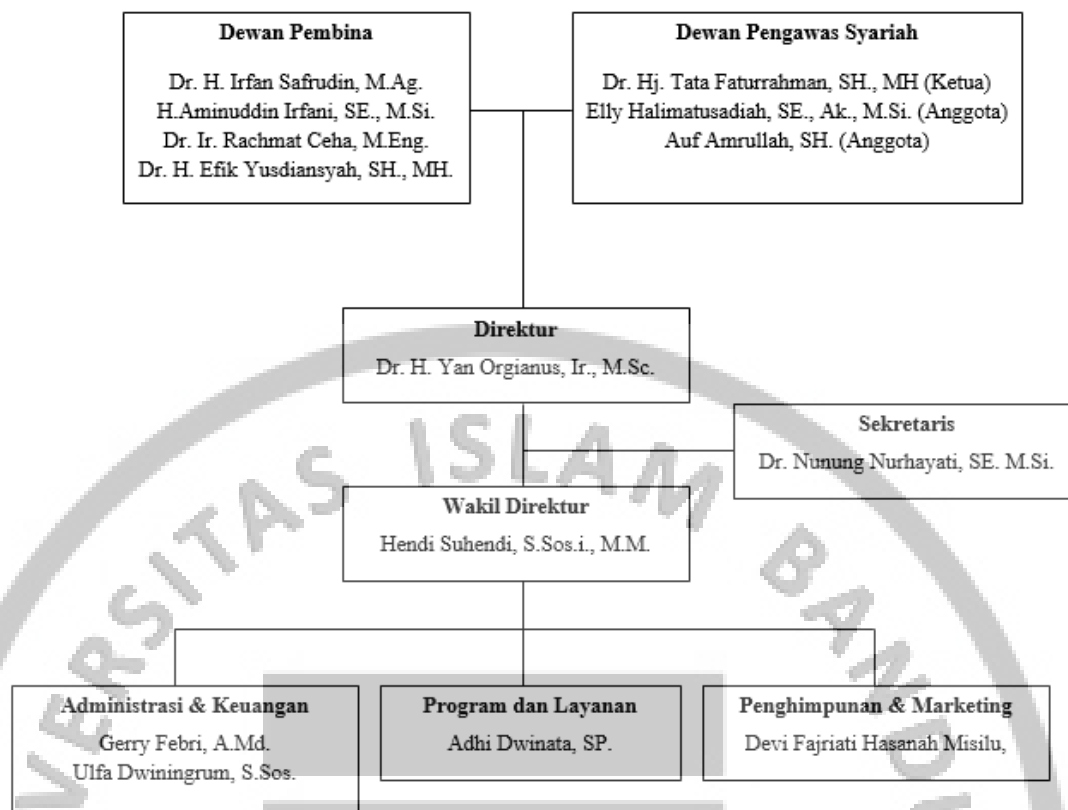 Dewan Pembina
Dr. H. Irfan Safrudin, M.Ag.
H.Aminuddin Irfani, SE., M.Si.
Dr. Ir. Rachmat Ceha, M.Eng.
Dr. H. Efik Yusdiansyah, SH., MH.
Dewan Pengawas Syariah
Dr. Hj. Tata Faturrahman, SH., MH (Ketua)
Elly Halimatusadiah, SE., Ak., M.Si. (Anggota)
Auf Amrullah, SH. (Anggota)
Direktur
Dr. H. Yan Orgianus, Ir., M.Sc.
Sekretaris
Dr. Nunung Nurhayati, SE. M.Si.
Wakil Direktur
Hendi Suhendi, S.Sos.i., M.M.
Administrasi & Keuangan
Gerry Febri, A.Md.
Ulfa Dwiningrum, S.Sos.
Program dan Layanan
Adhi Dwinata, SP.
Penghimpunan & Marketing
Devi Fajriati Hasanah Misilu,
VERSITAS ISLAM BANDU